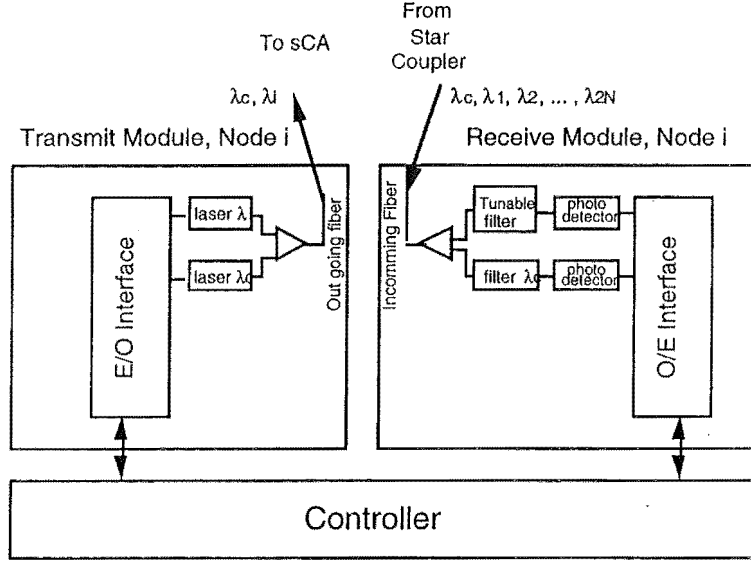 From
Star
Coupler
To sCA
λc, λi
λc, λ1, λ2, ... , λ2N
Transmit Module, Node i
Receive Module, Node i
laser λ
laser λc
E/O Interface
Out going fiber
Incomming Fiber
Tunable
filter
photo
detector
filter λc
photo
detector
O/E Interface
Controller